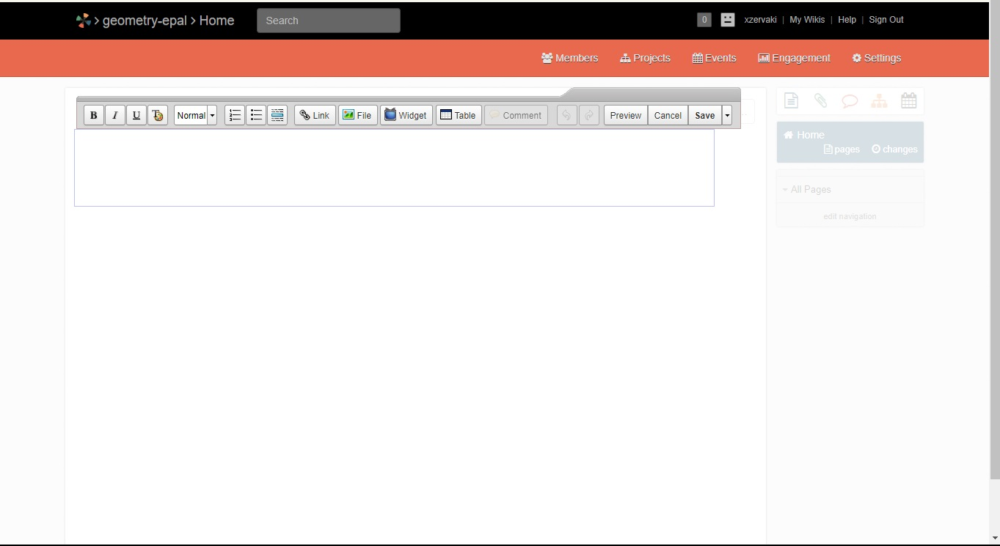 > geometry-epal > Home
Search
0 xzervaki | My Wikis | Help | Sign Out
Members Projects Events Engagement Settings
B I U T Normal Link File Widget Table Comment Preview Cancel Save
Home
pages changes
All Pages
edit navigation